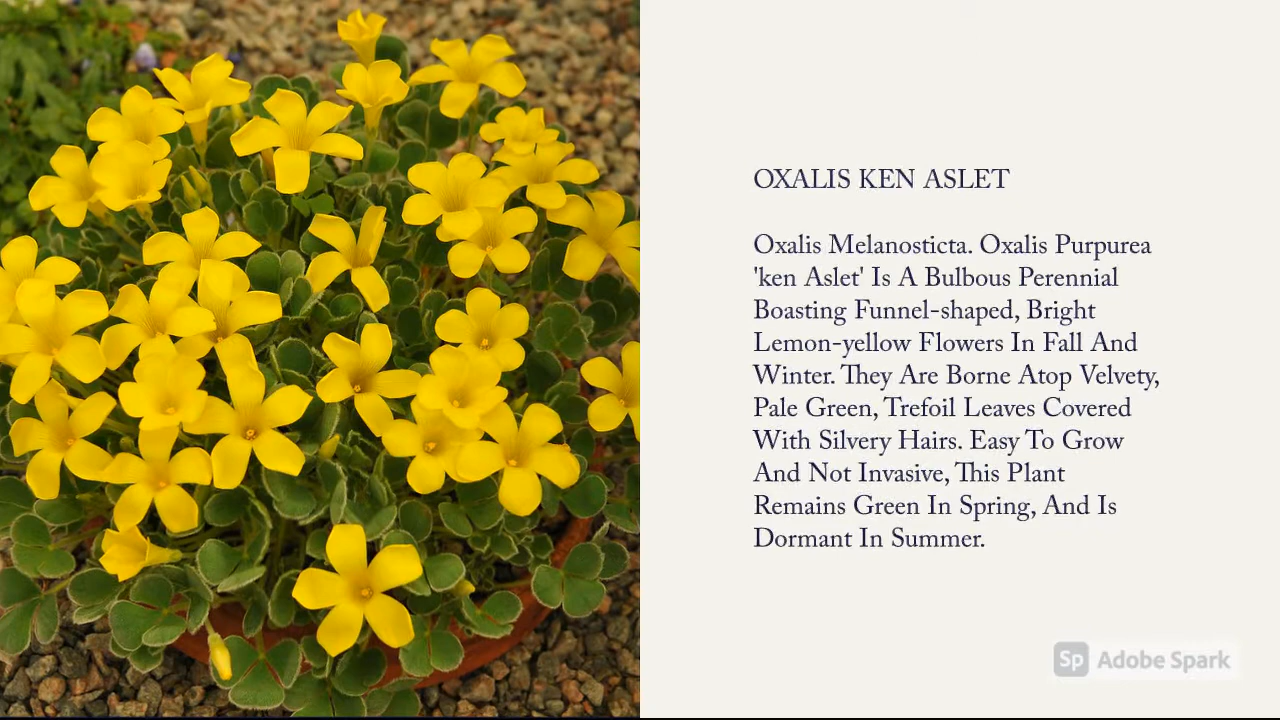 OXALIS KEN ASLET
Oxalis Melanosticta. Oxalis Purpurea
'ken Aslet' Is A Bulbous Perennial
Boasting Funnel-shaped, Bright
Lemon-yellow Flowers In Fall And
Winter. They Are Borne Atop Velvety,
Pale Green, Trefoil Leaves Covered
With Silvery Hairs. Easy To Grow
And Not Invasive, This Plant
Remains Green In Spring, And Is
Dormant In Summer.
Sp Adobe Spark